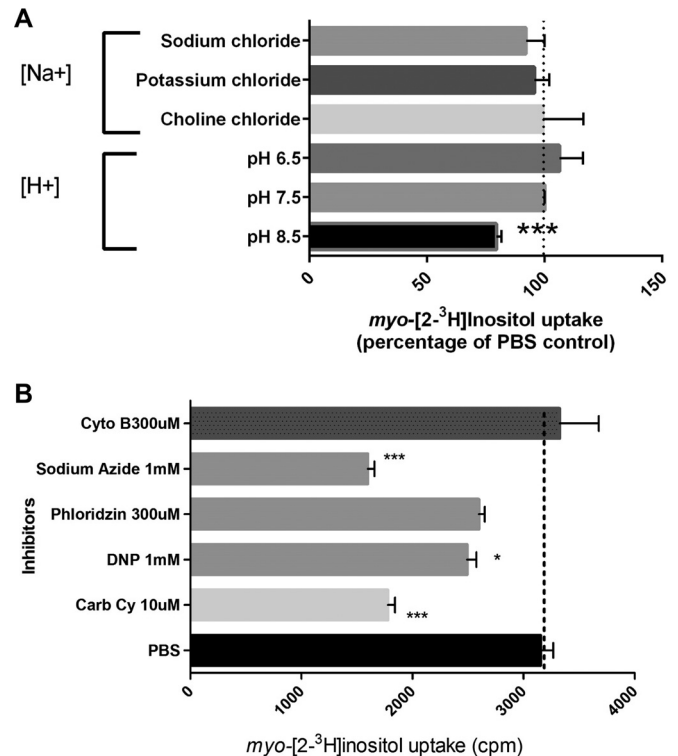 A
[Na+]
Sodium chloride
Potassium chloride
Choline chloride
[H+]
pH 6.5
pH 7.5
pH 8.5
***
0
50
100
150
myo-[2-³H]Inositol uptake
(percentage of PBS control)
B
Inhibitors
Cyto B300uM
Sodium Azide 1mM
***
Phloridzin 300uM
DNP 1mM
*
Carb Cy 10uM
***
PBS
0
1000
2000
3000
4000
myo-[2-³H]inositol uptake (cpm)